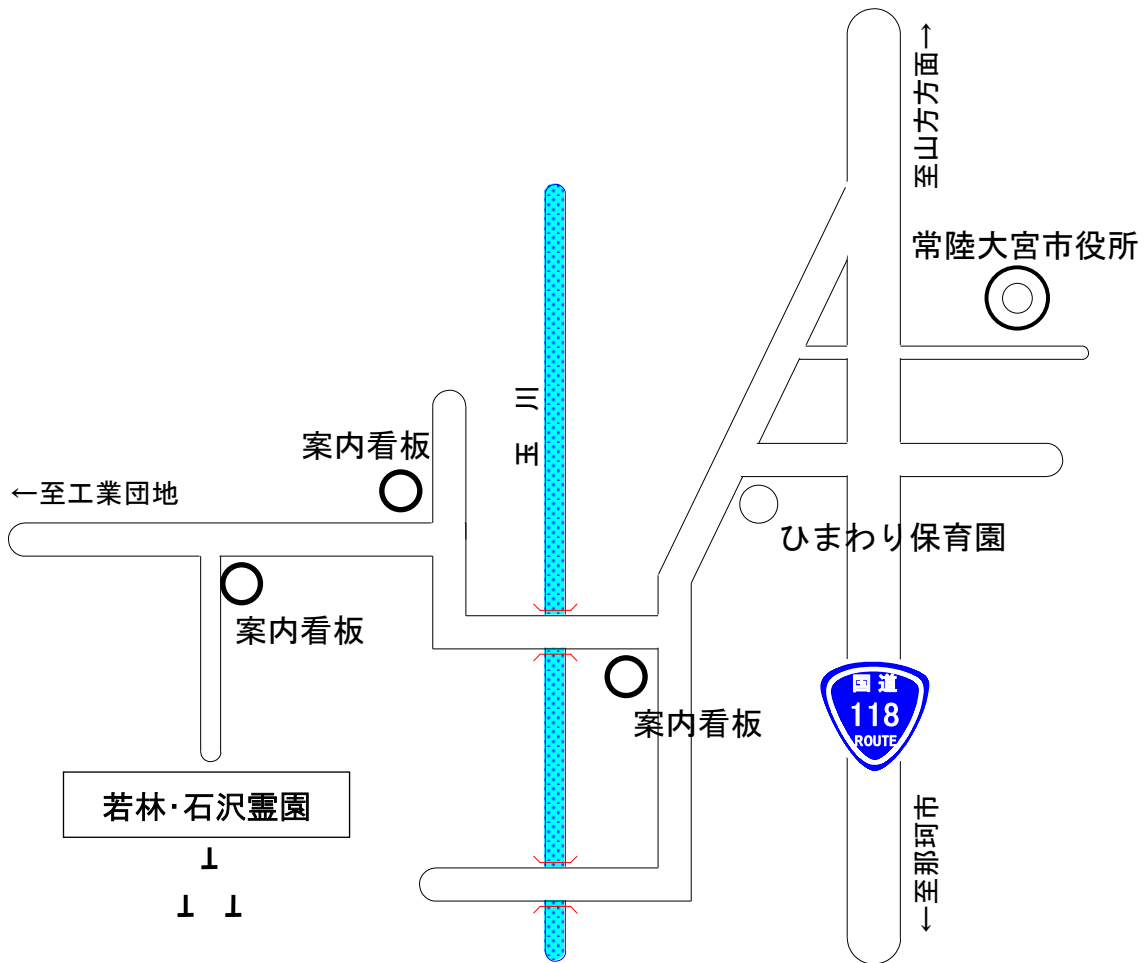 至山方方面→
常陸大宮市役所
玉川
案内看板
←至工業団地
ひまわり保育園
案内看板
国道
118
ROUTE
案内看板
若林・石沢霊園
←至那珂市